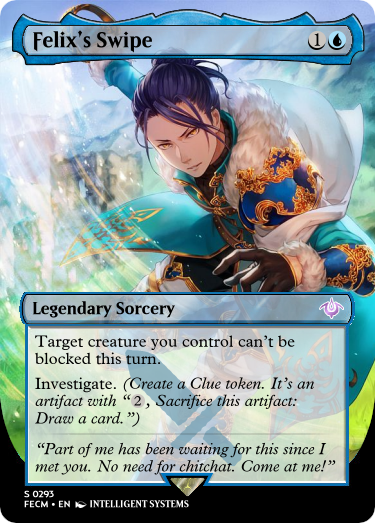 Felix's Swipe 1
Legendary Sorcery
Target creature you control can't be
blocked this turn.
Investigate. (Create a Clue token. It's an
artifact with “2, Sacrifice this artifact:
Draw a card.”)
“Part of me has been waiting for this since I
met you. No need for chitchat. Come at me!”
S 0293
FECM • EN INTELLIGENT SYSTEMS